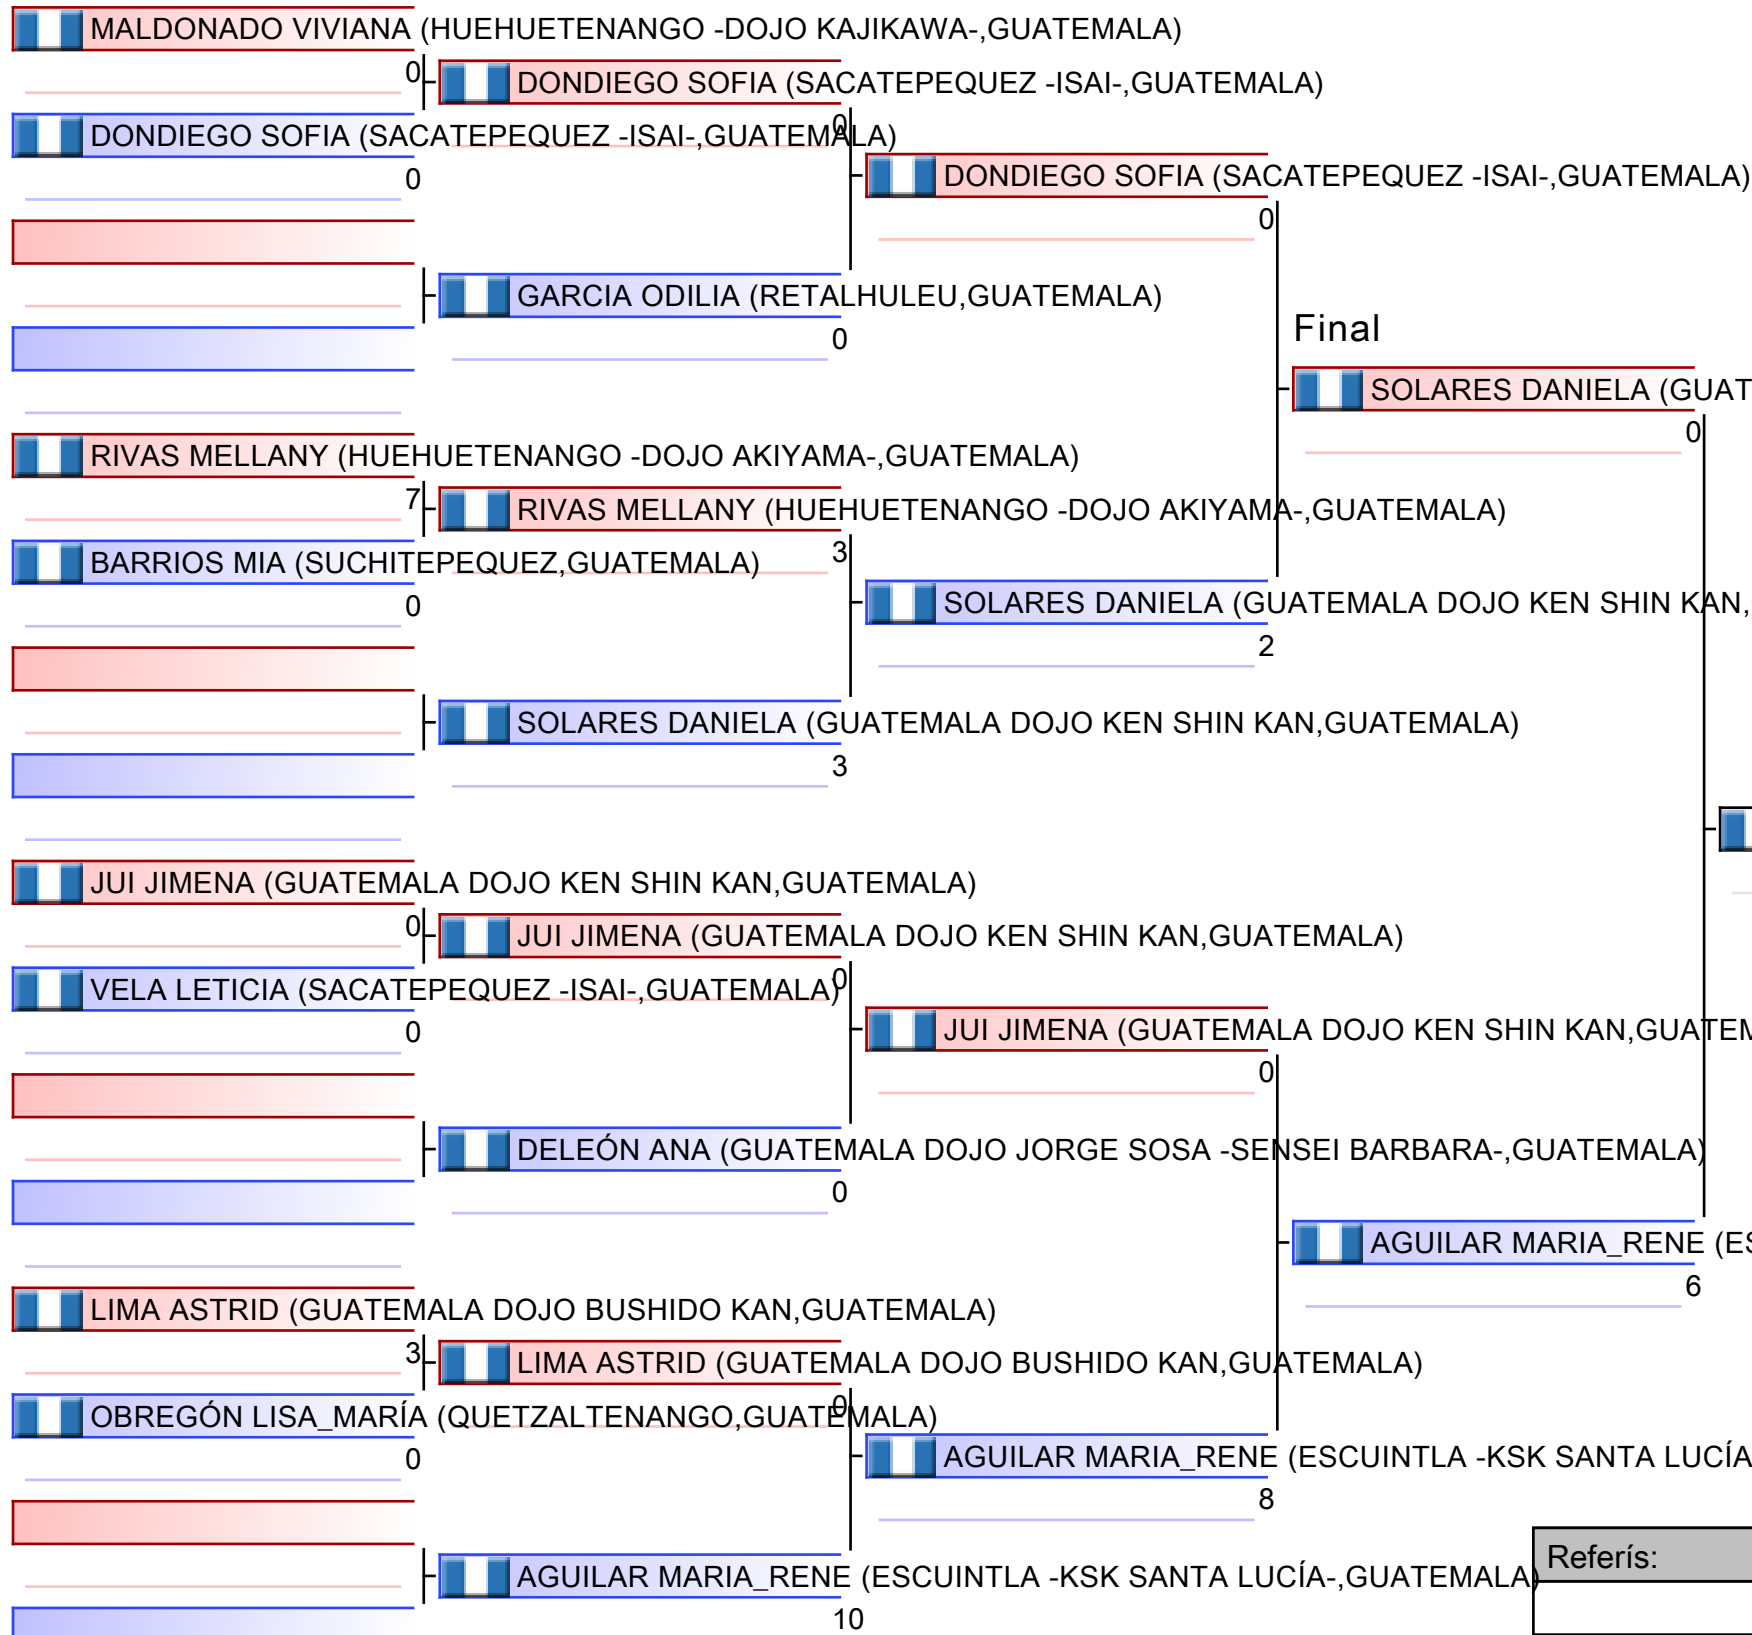 MALDONADO VIVIANA (HUEHUETENANGO -DOJO KAJIKAWA-,GUATEMALA)
0
DONDIEGO SOFIA (SACATEPEQUEZ -ISAI-,GUATEMALA)
DONDIEGO SOFIA (SACATEPEQUEZ -ISAI-,GUATEMALA)
0
0
DONDIEGO SOFIA (SACATEPEQUEZ -ISAI-,GUATEMALA)
0
GARCIA ODILIA (RETALHULEU,GUATEMALA)
0
Final
SOLARES DANIELA (GUAT
0
RIVAS MELLANY (HUEHUETENANGO -DOJO AKIYAMA-,GUATEMALA)
7
RIVAS MELLANY (HUEHUETENANGO -DOJO AKIYAMA-,GUATEMALA)
3
BARRIOS MIA (SUCHITEPEQUEZ,GUATEMALA)
0
SOLARES DANIELA (GUATEMALA DOJO KEN SHIN KAN,
2
SOLARES DANIELA (GUATEMALA DOJO KEN SHIN KAN,GUATEMALA)
3
JUI JIMENA (GUATEMALA DOJO KEN SHIN KAN,GUATEMALA)
0
JUI JIMENA (GUATEMALA DOJO KEN SHIN KAN,GUATEMALA)
0
VELA LETICIA (SACATEPEQUEZ -ISAI-,GUATEMALA)
0
JUI JIMENA (GUATEMALA DOJO KEN SHIN KAN,GUATEM
0
DELEÓN ANA (GUATEMALA DOJO JORGE SOSA -SENSEI BARBARA-,GUATEMALA)
0
AGUILAR MARIA_RENE (ES
6
LIMA ASTRID (GUATEMALA DOJO BUSHIDO KAN,GUATEMALA)
3
LIMA ASTRID (GUATEMALA DOJO BUSHIDO KAN,GUATEMALA)
0
OBREGÓN LISA_MARÍA (QUETZALTENANGO,GUATEMALA)
0
AGUILAR MARIA_RENE (ESCUINTLA -KSK SANTA LUCÍA
8
AGUILAR MARIA_RENE (ESCUINTLA -KSK SANTA LUCÍA-,GUATEMALA)
10
Referís: